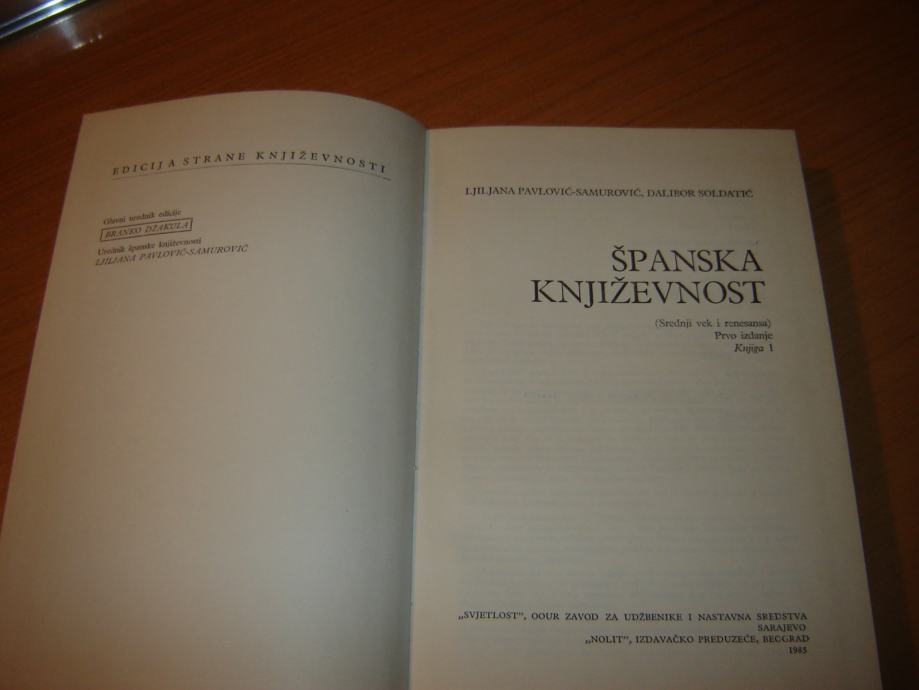 EDICIJA STRANE KNJIŽEVNOSTI
Glavni urednik edicije
BRANKO DŽAKULA
Urednik španske književnosti
LJILJANA PAVLOVIĆ-SAMUROVIĆ
LJILJANA PAVLOVIĆ-SAMUROVIĆ, DALIBOR SOLDATIĆ
ŠPANSKA
KNJIŽEVNOST
(Srednji vek i renesansa)
Prvo izdanje
Knjiga 1
„SVJETLOST”, OOUR ZAVOD ZA UDŽBENIKE I NASTAVNA SREDSTVA
SARAJEVO
„NOLIT”, IZDAVAČKO PREDUZEĆE, BEOGRAD
1985